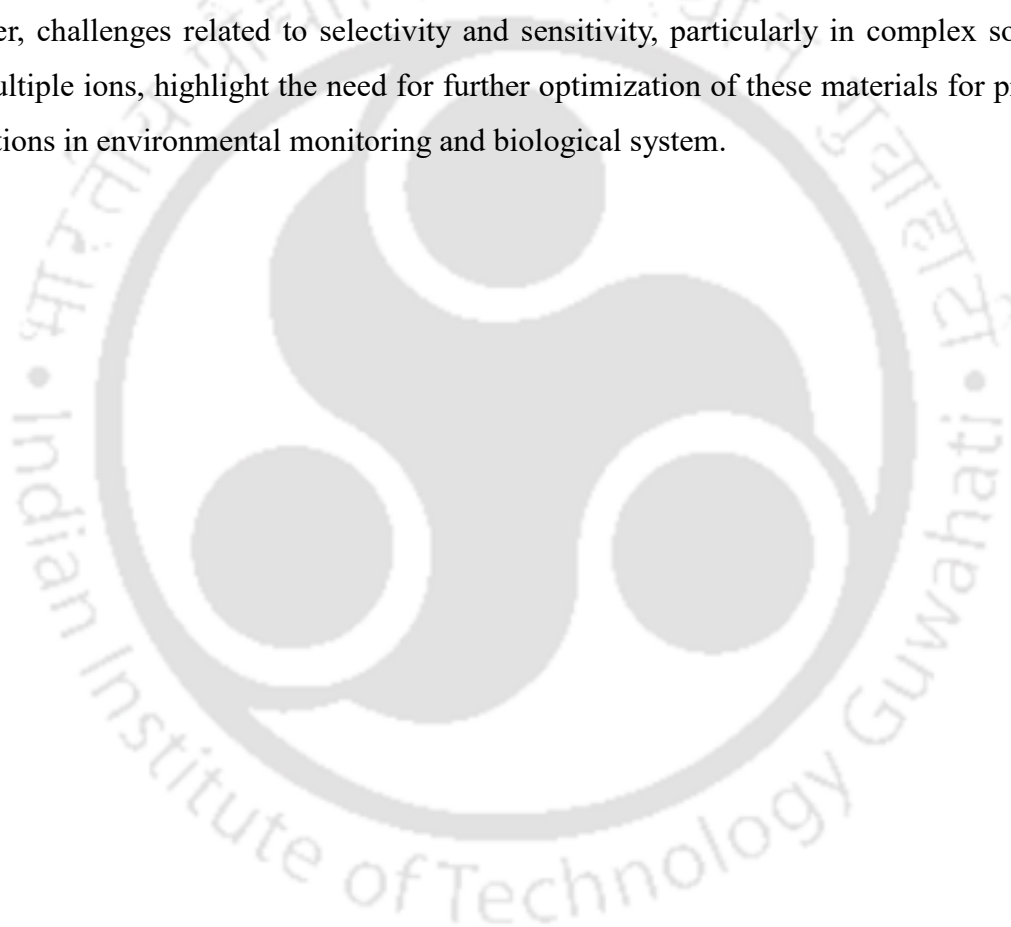 er, challenges related to selectivity and sensitivity, particularly in complex so
ultiple ions, highlight the need for further optimization of these materials for p
tions in environmental monitoring and biological system.
Indian Institute of Technology Guwahati